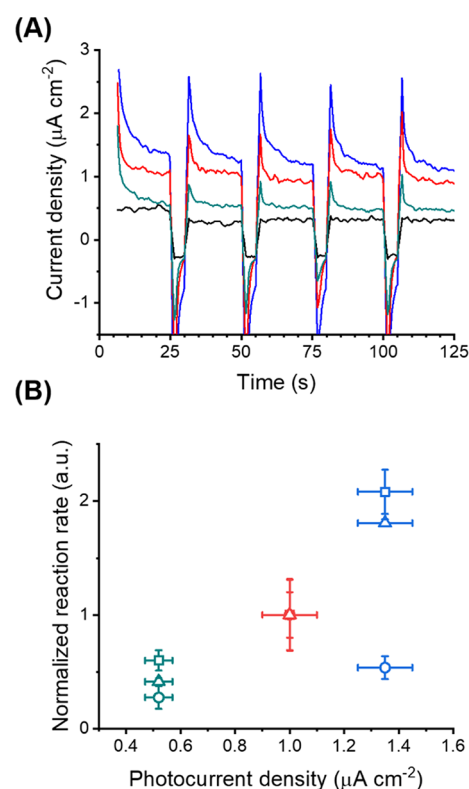 (A)
Current density (μA cm-2)
3
2
1
0
-1
0 25 50 75 100 125
Time (s)
(B)
Normalized reaction rate (a.u.)
2
1
0
0.4 0.6 0.8 1.0 1.2 1.4 1.6
Photocurrent density (μA cm-2)